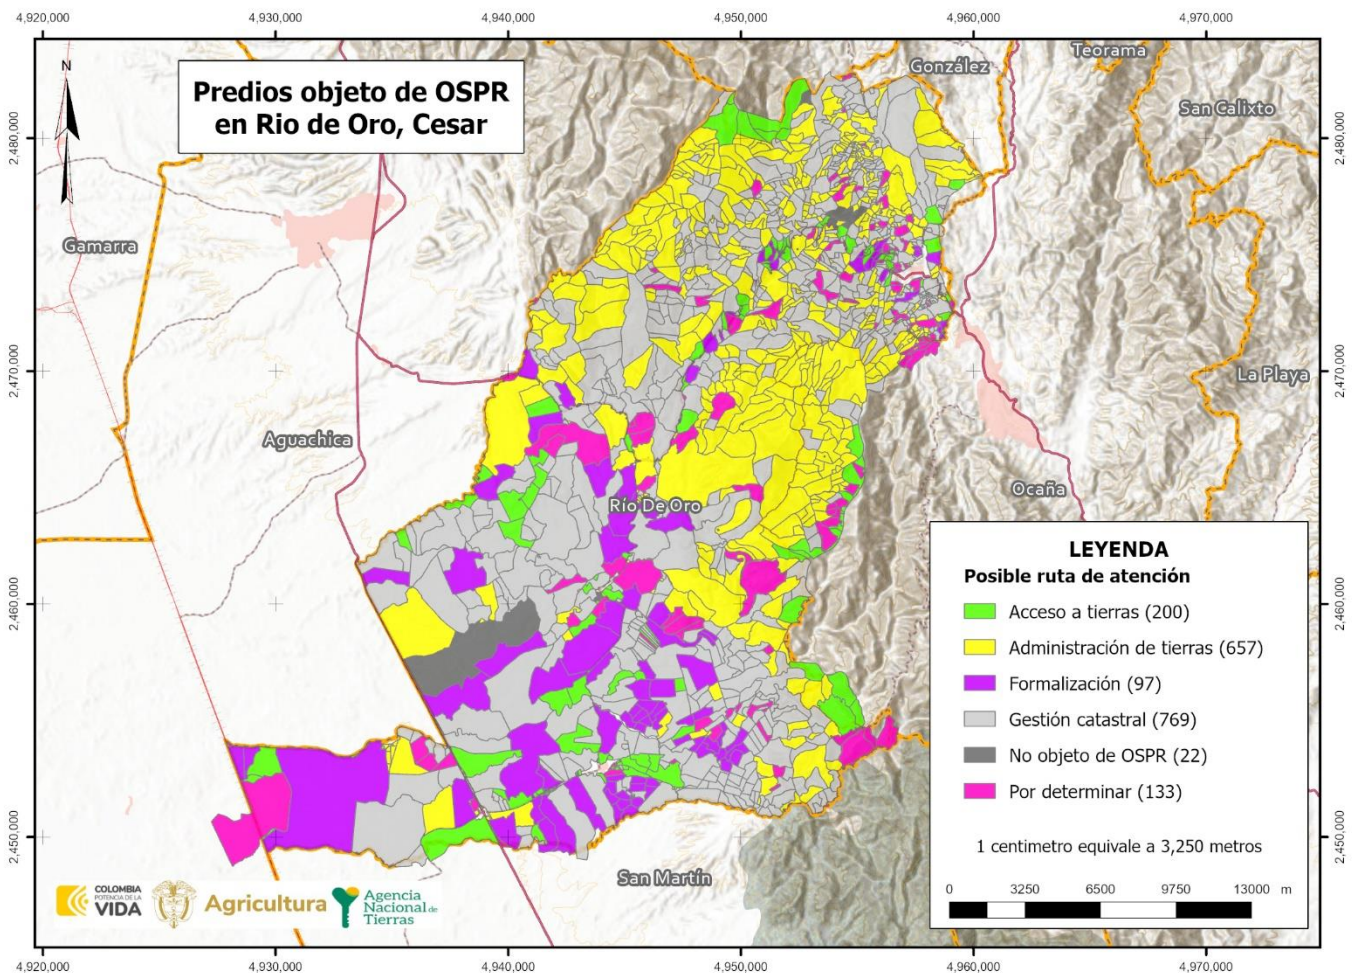 4,920,000
4,930,000
4,940,000
4,950,000
4,960,000
4,970,000
N
Predios objeto de OSPR
en Rio de Oro, Cesar
Teorama
González
San Calixto
2,480,000
2,480,000
Gamarra
2,470,000
2,470,000
La Playa
Aguachica
Ocaña
Río De Oro
2,460,000
2,460,000
LEYENDA
Posible ruta de atención
Acceso a tierras (200)
Administración de tierras (657)
Formalización (97)
Gestión catastral (769)
No objeto de OSPR (22)
Por determinar (133)
1 centimetro equivale a 3,250 metros
0 3250 6500 9750 13000 m
2,450,000
2,450,000
San Martín
COLOMBIA
POTENCIA DE LA
VIDA
Agricultura
Agencia
Nacional de
Tierras
4,920,000
4,930,000
4,940,000
4,950,000
4,960,000
4,970,000